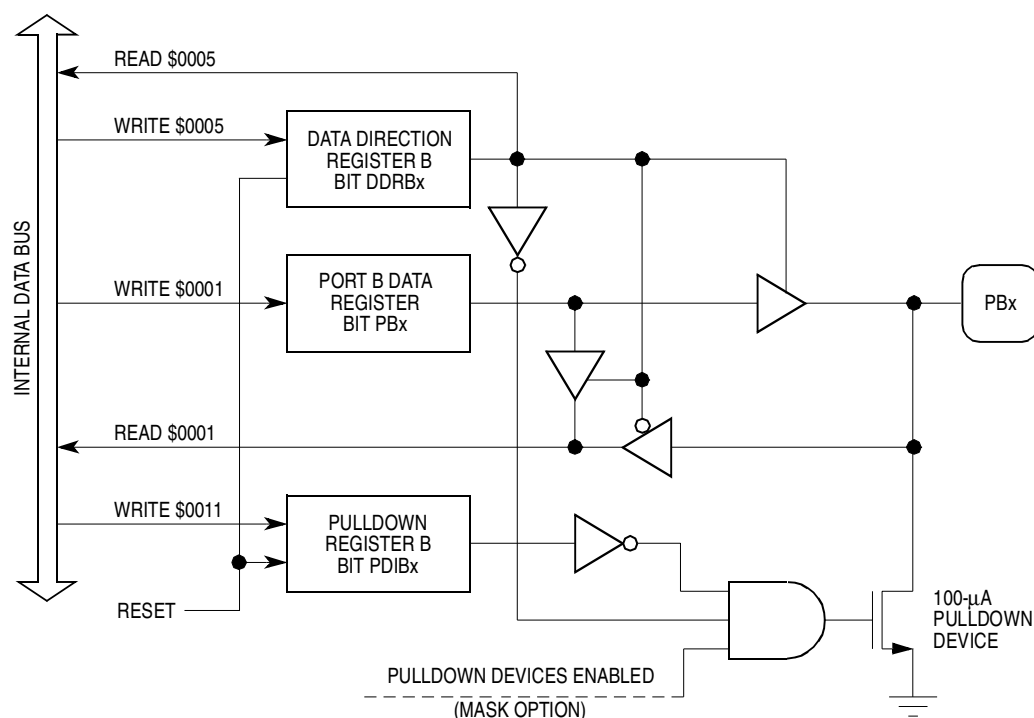 READ $0005
WRITE $0005
DATA DIRECTION
REGISTER B
BIT DDRBx
INTERNAL DATA BUS
WRITE $0001
PORT B DATA
REGISTER
BIT PBx
PBx
READ $0001
WRITE $0011
PULLDOWN
REGISTER B
BIT PDIBx
RESET
100-µA
PULLDOWN
DEVICE
PULLDOWN DEVICES ENABLED
(MASK OPTION)